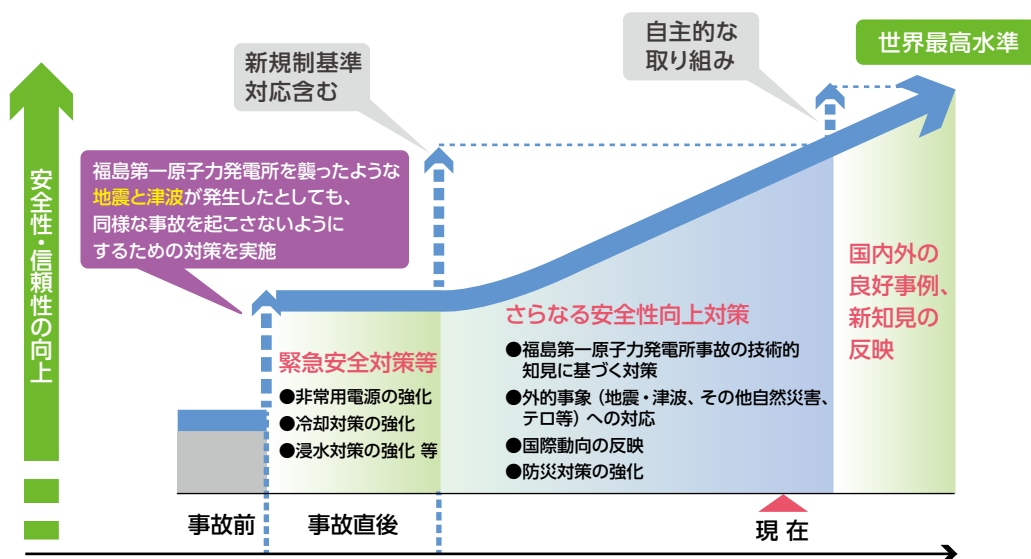 世界最高水準
自主的な
取り組み
新規制基準
対応含む
福島第一原子力発電所を襲ったような
地震と津波が発生したとしても、
同様な事故を起こさないように
するための対策を実施
安全性・信頼性の向上
緊急安全対策等
●非常用電源の強化
●冷却対策の強化
●浸水対策の強化 等
さらなる安全性向上対策
●福島第一原子力発電所事故の技術的
知見に基づく対策
●外的事象（地震・津波、その他自然災害、
テロ等）への対応
●国際動向の反映
●防災対策の強化
国内外の
良好事例、
新知見の
反映
事故前
事故直後
現在